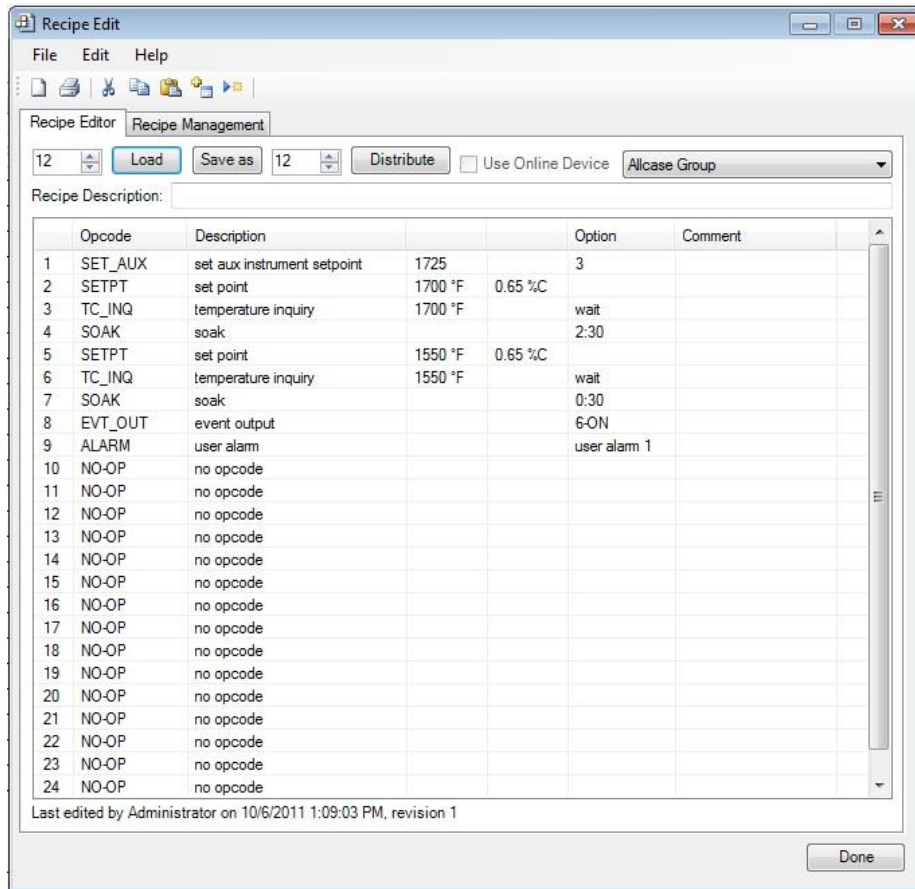 Recipe Edit
File Edit Help
Recipe Editor Recipe Management
12 Load Save as 12 Distribute Use Online Device Allcase Group
Recipe Description:
Opcode Description Option Comment
1 SET_AUX set aux instrument setpoint 1725 3
2 SETPT set point 1700 °F 0.65 %C
3 TC_INQ temperature inquiry 1700 °F wait
4 SOAK soak 2:30
5 SETPT set point 1550 °F 0.65 %C
6 TC_INQ temperature inquiry 1550 °F wait
7 SOAK soak 0:30
8 EVT_OUT event output 6-ON
9 ALARM user alarm user alarm 1
10 NO-OP no opcode
11 NO-OP no opcode
12 NO-OP no opcode
13 NO-OP no opcode
14 NO-OP no opcode
15 NO-OP no opcode
16 NO-OP no opcode
17 NO-OP no opcode
18 NO-OP no opcode
19 NO-OP no opcode
20 NO-OP no opcode
21 NO-OP no opcode
22 NO-OP no opcode
23 NO-OP no opcode
24 NO-OP no opcode
Last edited by Administrator on 10/6/2011 1:09:03 PM, revision 1
Done